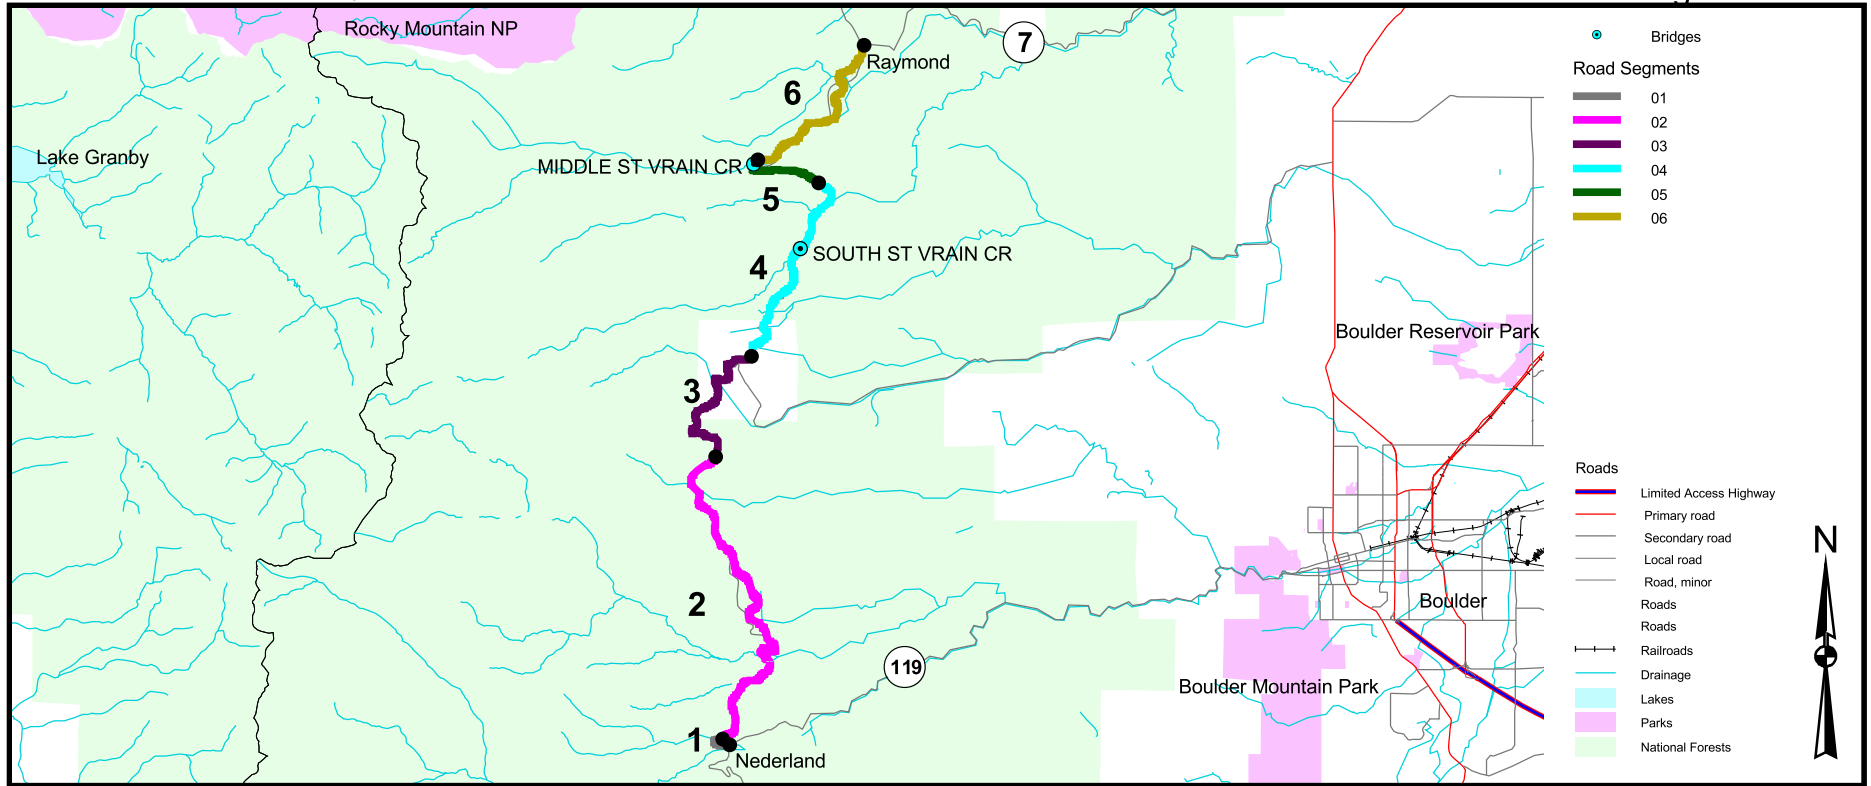 Rocky Mountain NP
7
Bridges
Raymond
Road Segments
6
01
02
Lake Granby
03
MIDDLE ST VRAIN CR
04
5
05
06
SOUTH ST VRAIN CR
4
Boulder Reservoir Park
3
Roads
Limited Access Highway
Primary road
Secondary road
N
Local road
Road, minor
2
Boulder
Roads
Roads
119
Railroads
Drainage
Boulder Mountain Park
Lakes
Parks
1
National Forests
Nederland